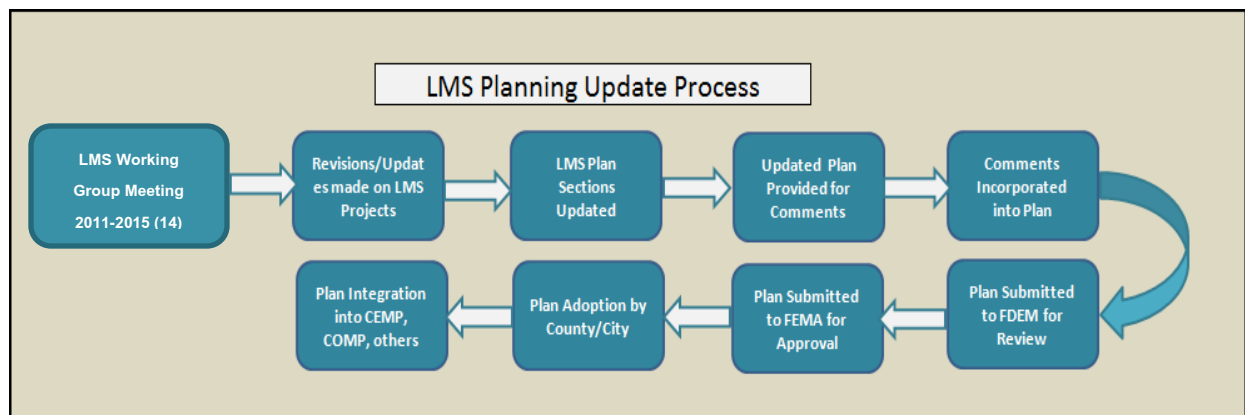 LMS Planning Update Process
LMS Working
Group Meeting
2011-2015 (14)
Revisions/Updat
es made on LMS
Projects
LMS Plan
Sections
Updated
Updated Plan
Provided for
Comments
Comments
Incorporated
into Plan
Plan Submitted
to FDEM for
Review
Plan Submitted
to FEMA for
Approval
Plan Adoption by
County/City
Plan Integration
into CEMP,
COMP, others